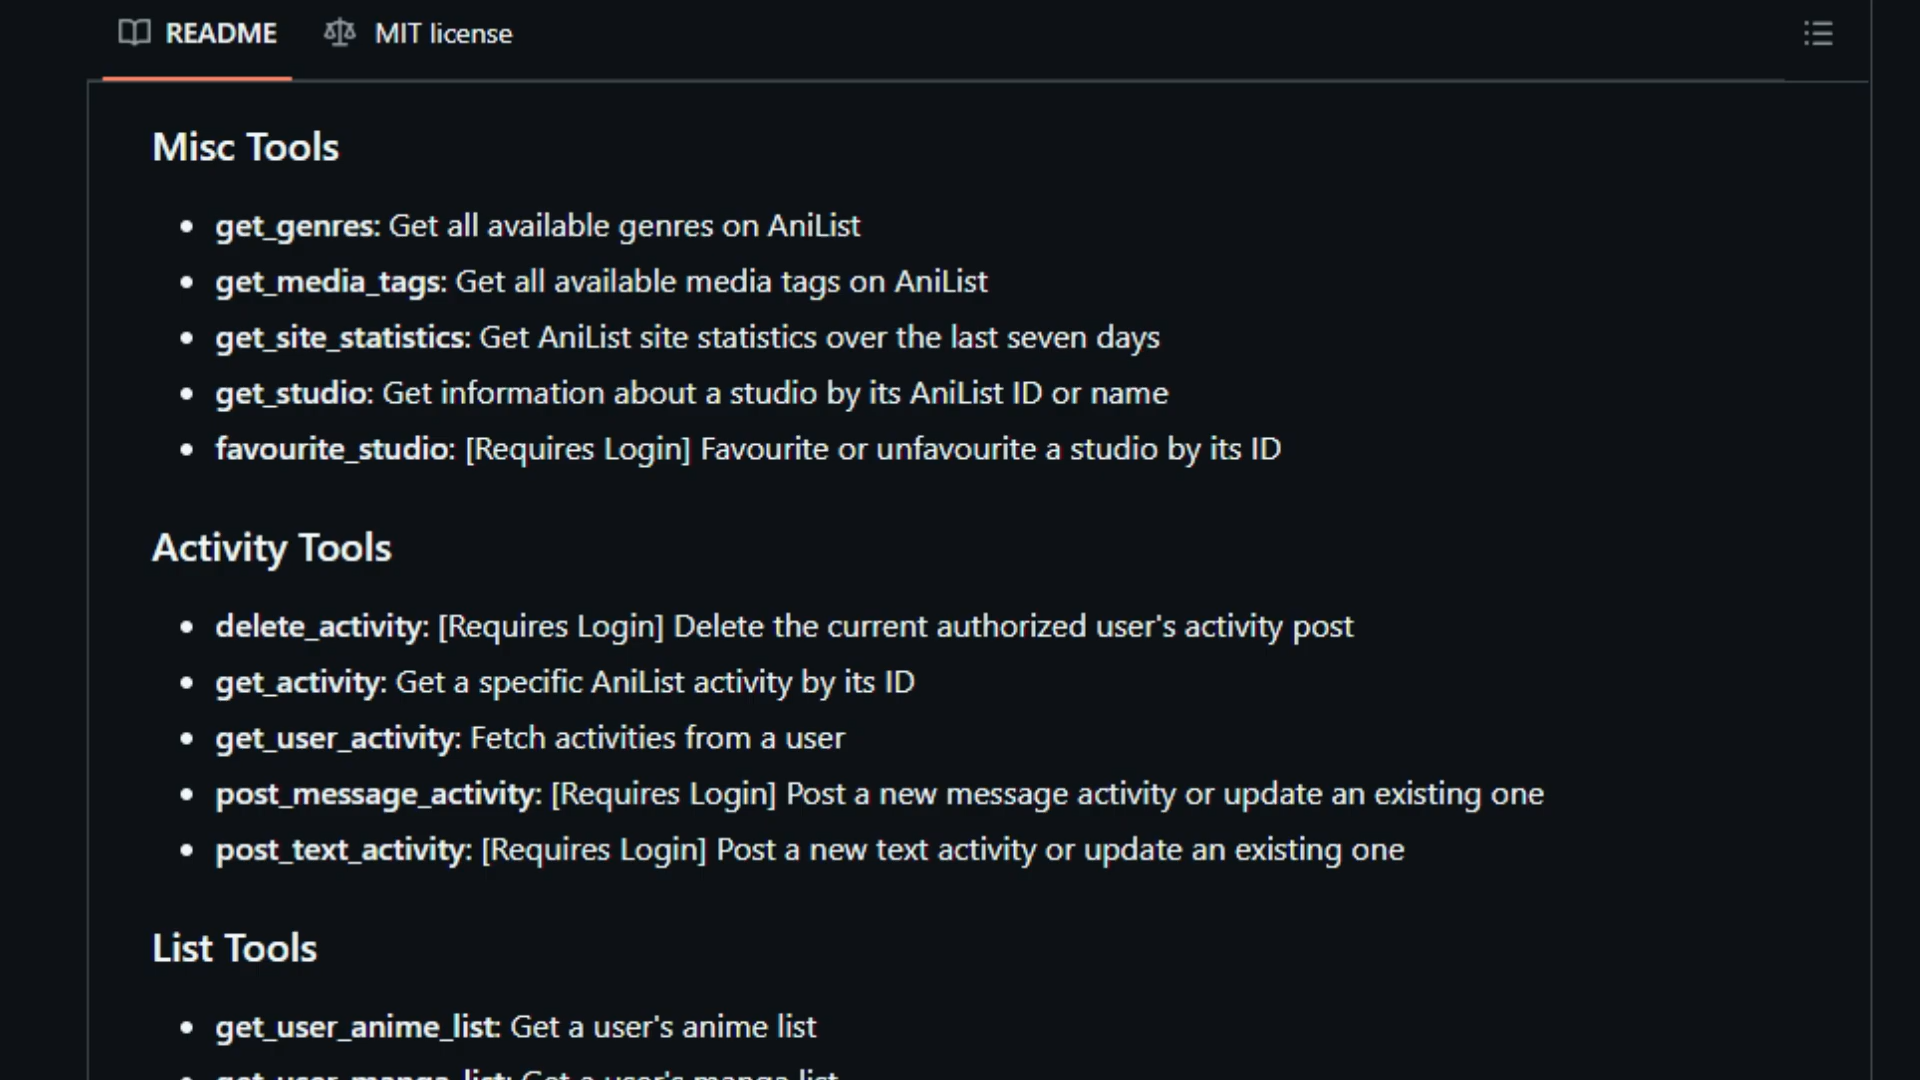 README MIT license
Misc Tools
• get_genres: Get all available genres on AniList
• get_media_tags: Get all available media tags on AniList
• get_site_statistics: Get AniList site statistics over the last seven days
• get_studio: Get information about a studio by its AniList ID or name
• favourite_studio: [Requires Login] Favourite or unfavourite a studio by its ID
Activity Tools
• delete_activity: [Requires Login] Delete the current authorized user's activity post
• get_activity: Get a specific AniList activity by its ID
• get_user_activity: Fetch activities from a user
• post_message_activity: [Requires Login] Post a new message activity or update an existing one
• post_text_activity: [Requires Login] Post a new text activity or update an existing one
List Tools
• get_user_anime_list: Get a user's anime list
• get_user_manga_list: Get a user's manga list